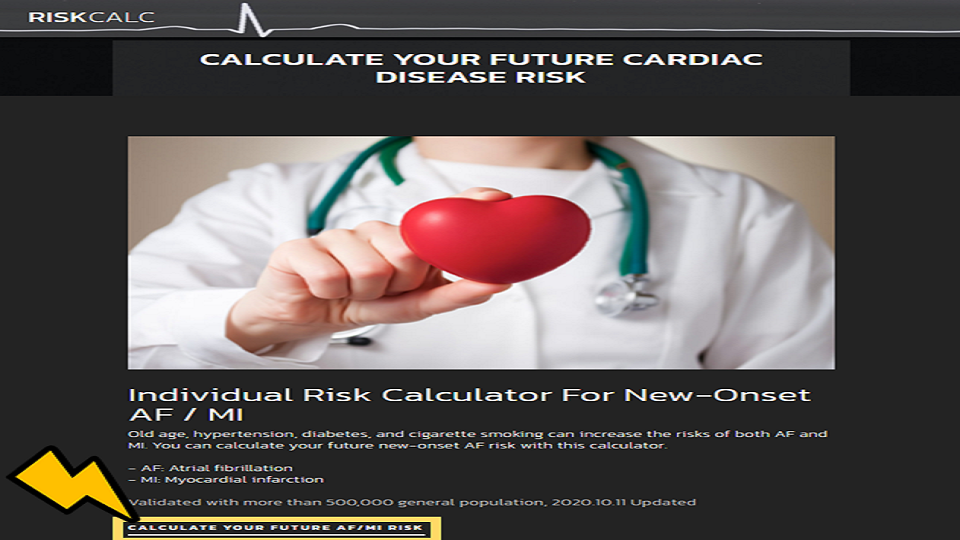 RISKCALC
CALCULATE YOUR FUTURE CARDIAC
DISEASE RISK
Individual Risk Calculator For New-Onset
AF / MI
Old age, hypertension, diabetes, and cigarette smoking can increase the risks of both AF and
MI. You can calculate your future new-onset AF risk with this calculator.
- AF: Atrial fibrillation
- MI: Myocardial infarction
Validated with more than 500,000 general population, 2020.10.11 Updated
CALCULATE YOUR FUTURE AF/MI RISK